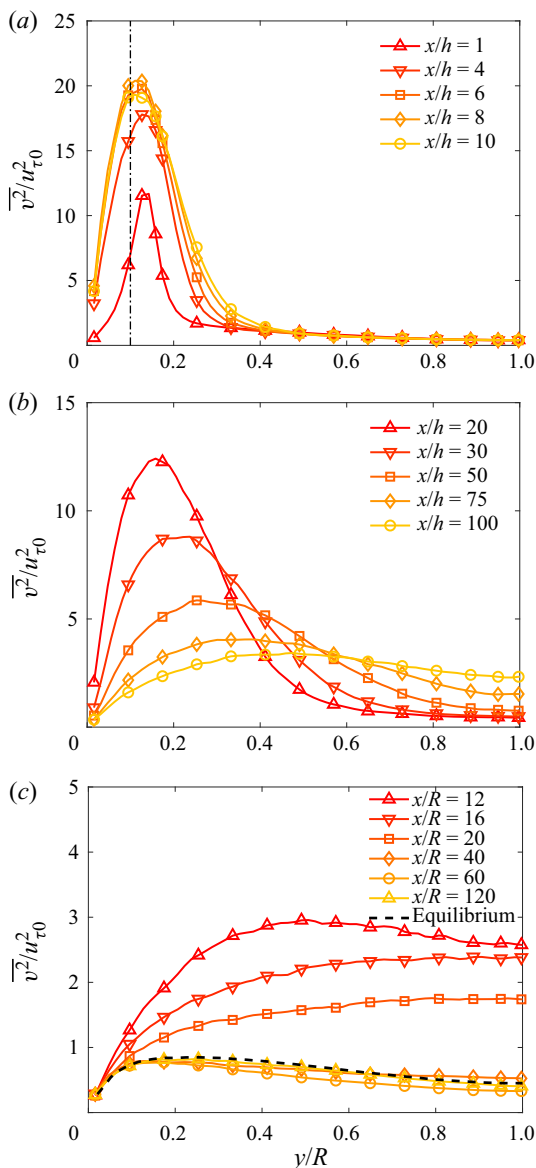 (a)
25
20
15
10
5
0
0.2
0.4
0.6
0.8
1.0
v²/u²τ0
x/h = 1
x/h = 4
x/h = 6
x/h = 8
x/h = 10
(b)
15
10
5
0
0.2
0.4
0.6
0.8
1.0
v²/u²τ0
x/h = 20
x/h = 30
x/h = 50
x/h = 75
x/h = 100
(c)
5
4
3
2
1
0
0.2
0.4
0.6
0.8
1.0
v²/u²τ0
x/R = 12
x/R = 16
x/R = 20
x/R = 40
x/R = 60
x/R = 120
Equilibrium
y/R